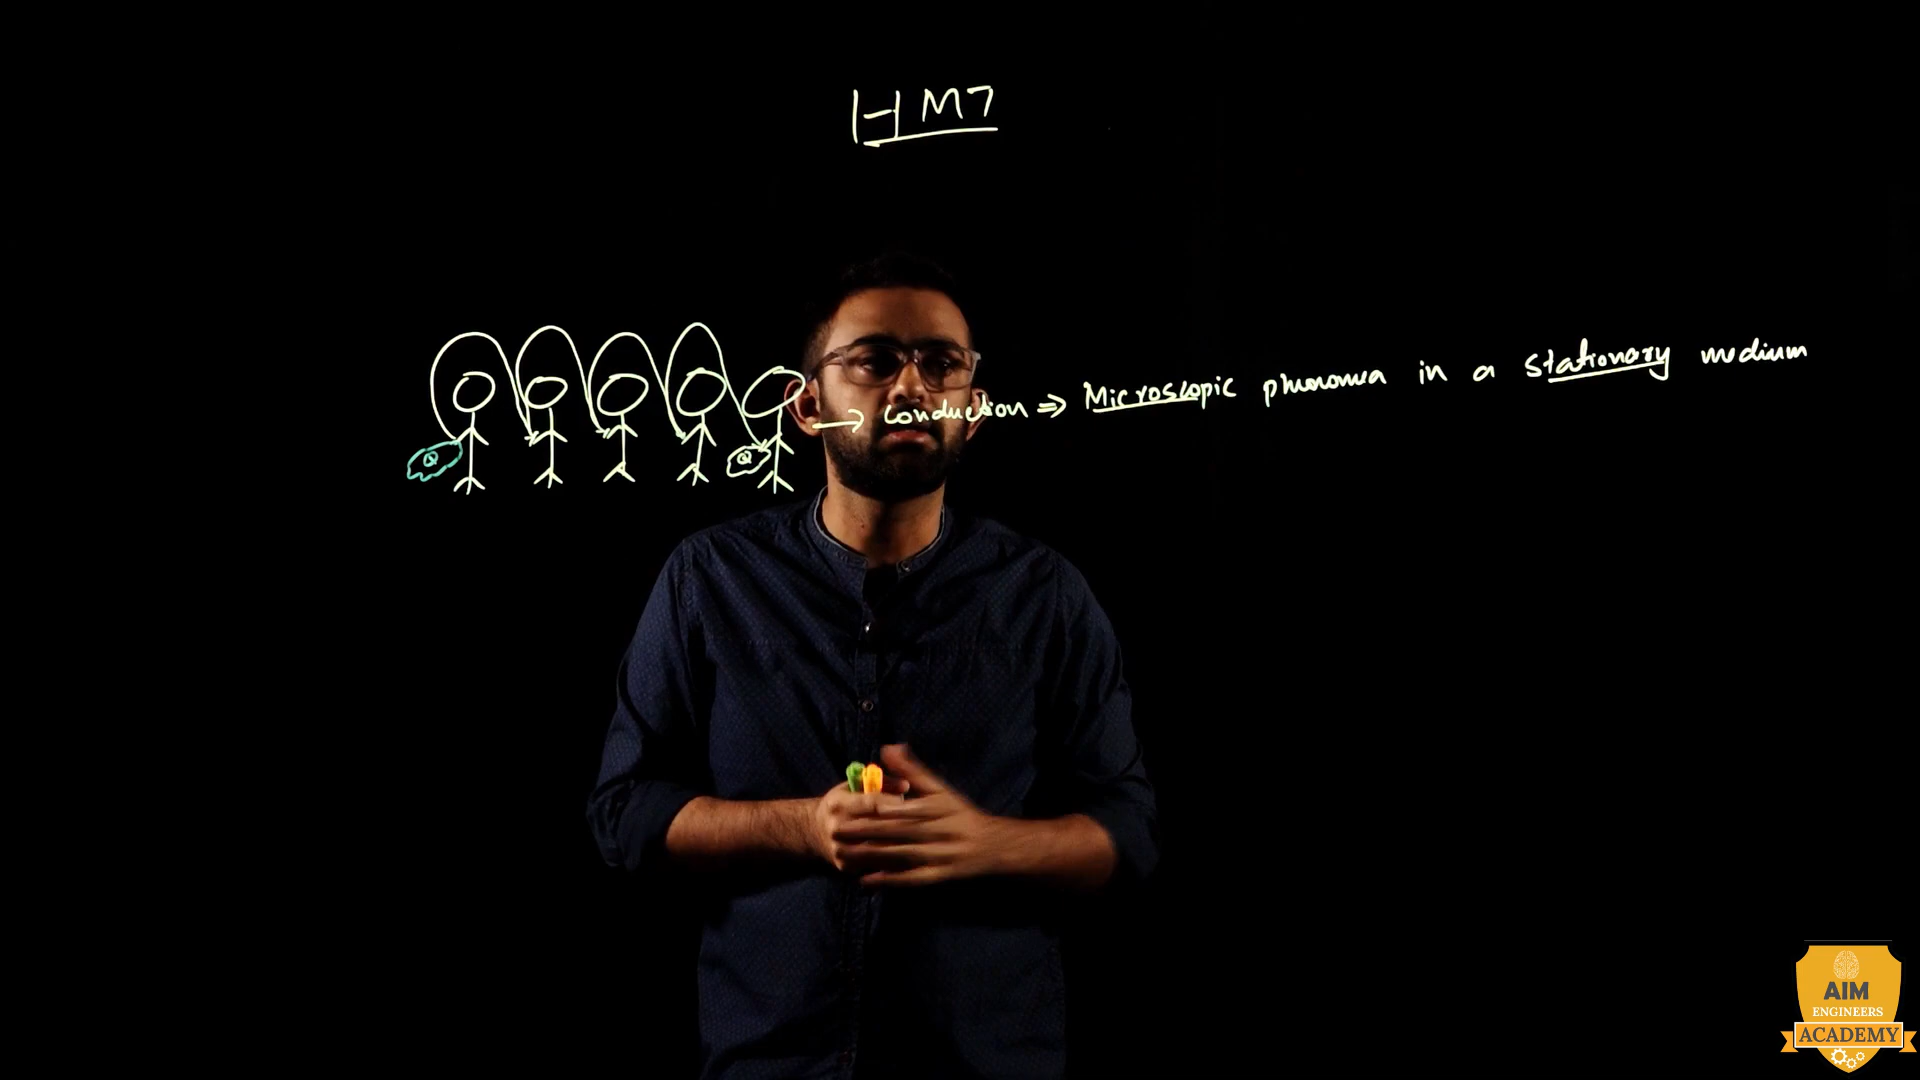 HMT
→ Conduction ⇒ Microscopic phenomena in a stationary medium
Q
Q
AIM
ENGINEERS
ACADEMY